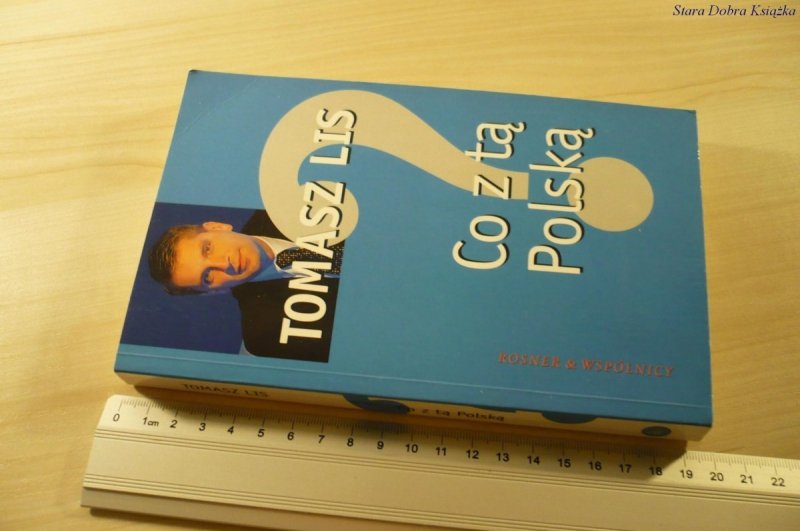 Stara Dobra Książka
TOMASZ LIS
Co z tą
Polską
ROSNER & WSPÓLNICY
TOMASZ LIS
Co z tą Polską
0 1cm 2 3 4 5 6 7 8 9 10 11 12 13 14 15 16 17 18 19 20 21 22